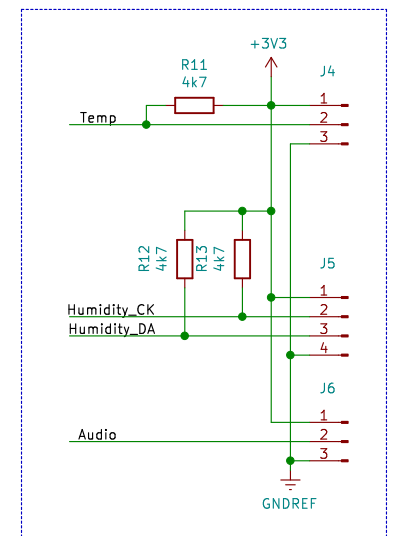 +3V3
R11
4k7
J4
1
Temp
2
3
R12
4k7
R13
4k7
J5
1
Humidity_CK
2
Humidity_DA
3
4
J6
1
Audio
2
3
GNDREF